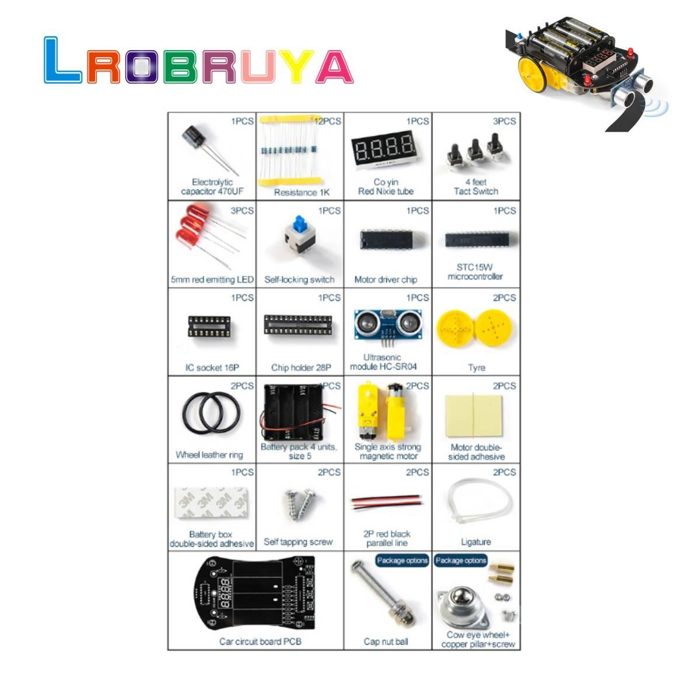 LROBRUYA
1PCS
Electrolytic
capacitor 470UF
12PCS
Resistance 1K
1PCS
Co yin
Red Nixie tube
3PCS
4 feet
Tact Switch
3PCS
5mm red emitting LED
1PCS
Self-locking switch
1PCS
Motor driver chip
1PCS
STC15W
microcontroller
1PCS
IC socket 16P
1PCS
Chip holder 28P
1PCS
Ultrasonic
module HC-SR04
2PCS
Tyre
2PCS
Wheel leather ring
1PCS
Battery pack 4 units,
size 5
2PCS
Single axis strong
magnetic motor
2PCS
Motor double-
sided adhesive
1PCS
3M
Battery box
double-sided adhesive
2PCS
Self tapping screw
2PCS
2P red black
parallel line
2PCS
Ligature
Car circuit board PCB
Package options
Cap nut ball
Package options
Cow eye wheel+
copper pillar+screw